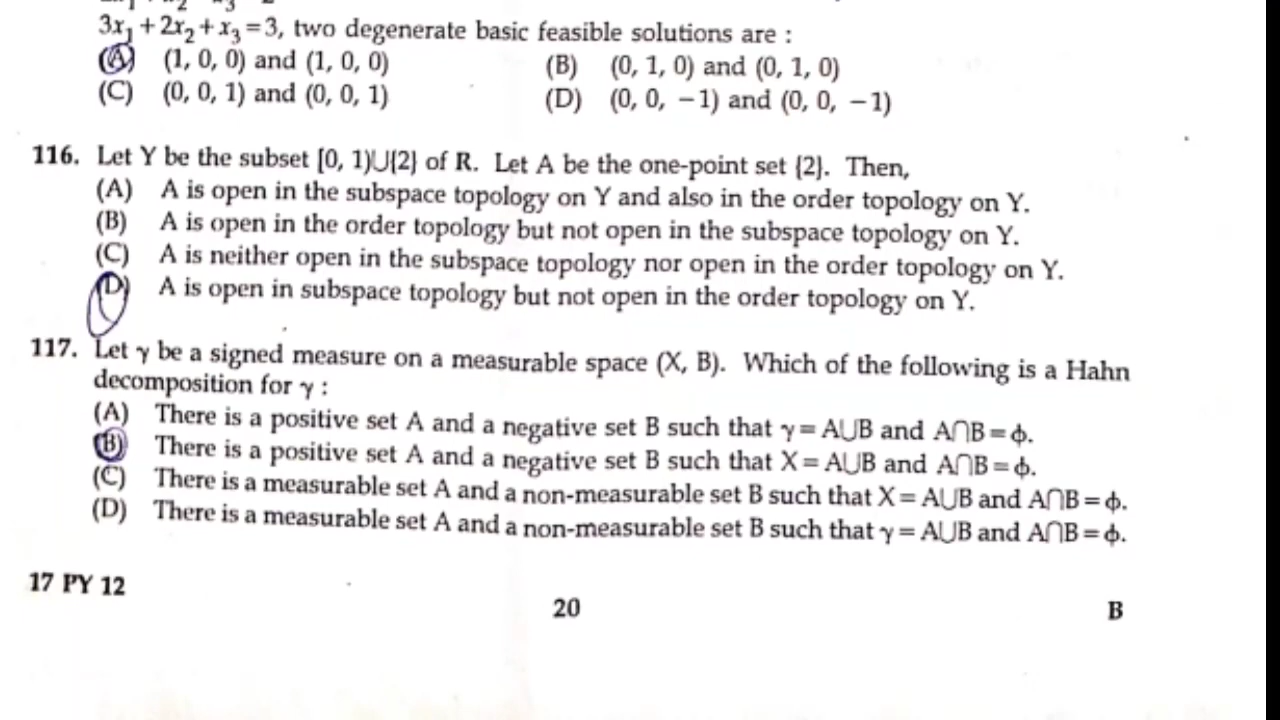 3x₁ + 2x₂ + x₃ = 3, two degenerate basic feasible solutions are :
(A) (1, 0, 0) and (1, 0, 0) (B) (0, 1, 0) and (0, 1, 0)
(C) (0, 0, 1) and (0, 0, 1) (D) (0, 0, −1) and (0, 0, −1)
116. Let Y be the subset [0, 1)⋃{2} of R. Let A be the one-point set {2}. Then,
(A) A is open in the subspace topology on Y and also in the order topology on Y.
(B) A is open in the order topology but not open in the subspace topology on Y.
(C) A is neither open in the subspace topology nor open in the order topology on Y.
(D) A is open in subspace topology but not open in the order topology on Y.
117. Let γ be a signed measure on a measurable space (X, B). Which of the following is a Hahn
decomposition for γ :
(A) There is a positive set A and a negative set B such that γ = A⋃B and A⋂B = ϕ.
(B) There is a positive set A and a negative set B such that X = A⋃B and A⋂B = ϕ.
(C) There is a measurable set A and a non-measurable set B such that X = A⋃B and A⋂B = ϕ.
(D) There is a measurable set A and a non-measurable set B such that γ = A⋃B and A⋂B = ϕ.
17 PY 12 20 B